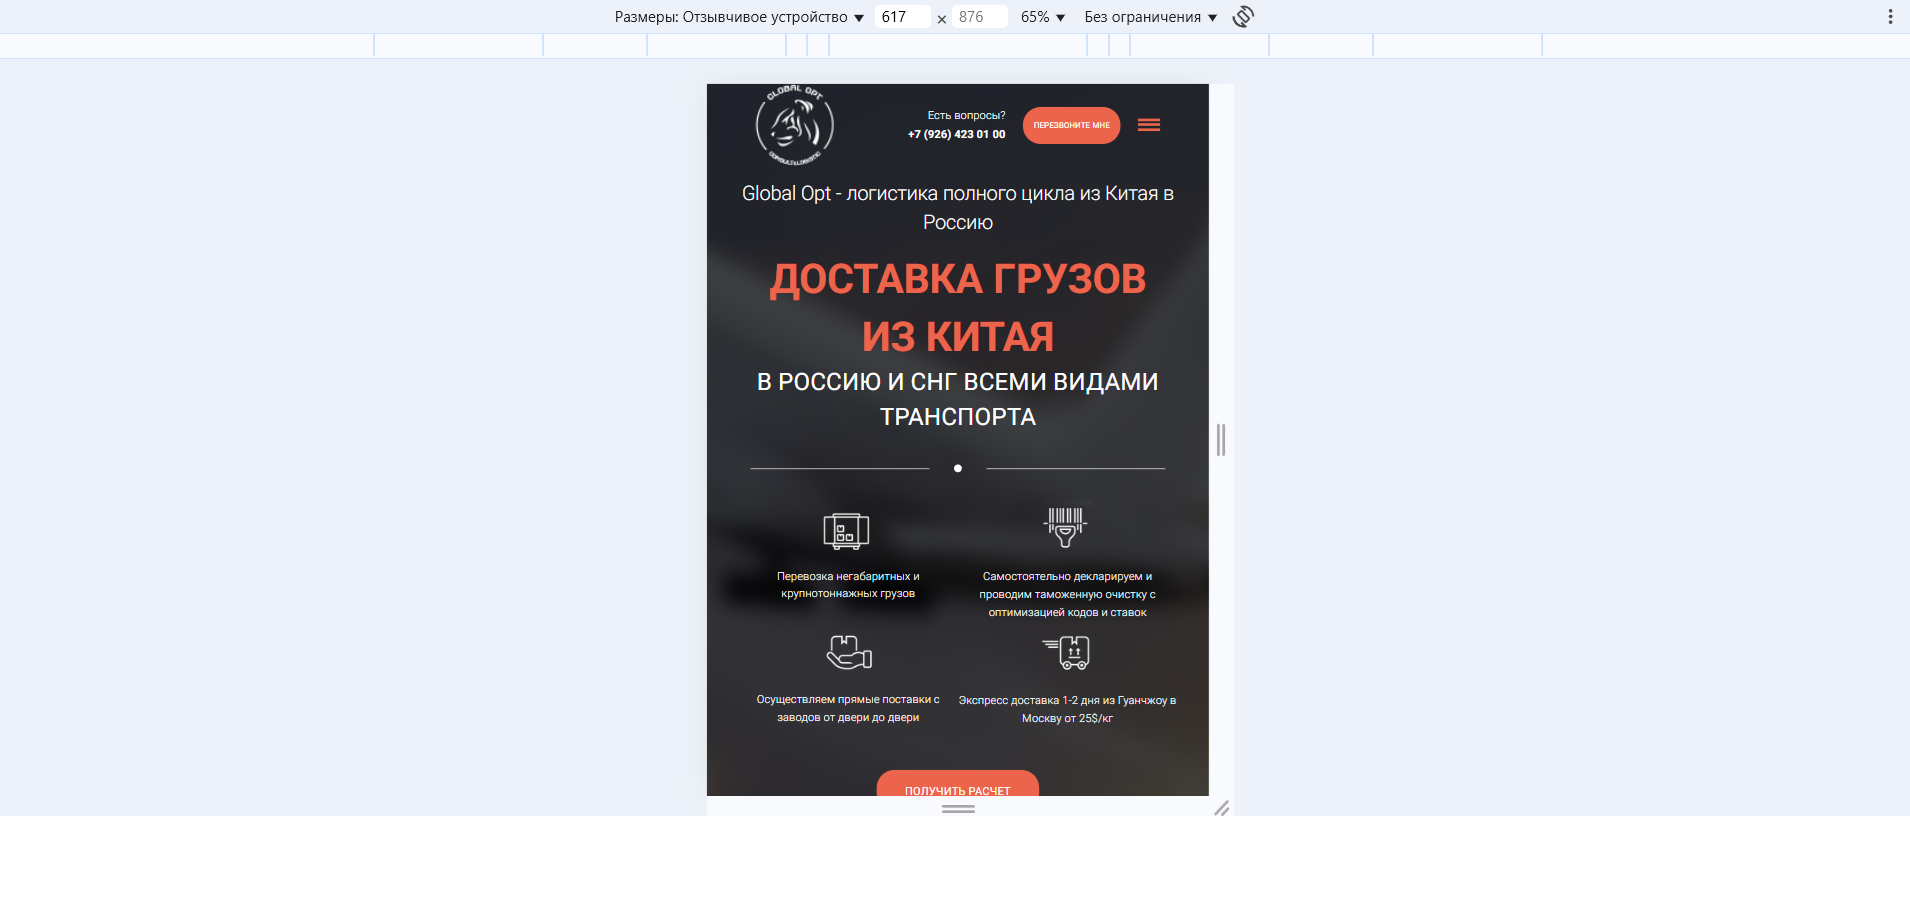 Размеры: Отзывчивое устройство 617 × 876 65% Без ограничения
GLOBAL OPT
CONSULT&LOGISTIC
Есть вопросы?
+7 (926) 423 01 00
ПЕРЕЗВОНИТЕ МНЕ
Global Opt - логистика полного цикла из Китая в
Россию
ДОСТАВКА ГРУЗОВ
ИЗ КИТАЯ
В РОССИЮ И СНГ ВСЕМИ ВИДАМИ
ТРАНСПОРТА
Перевозка негабаритных и
крупнотоннажных грузов
Самостоятельно декларируем и
проводим таможенную очистку с
оптимизацией кодов и ставок
Осуществляем прямые поставки с
заводов от двери до двери
Экспресс доставка 1-2 дня из Гуанчжоу в
Москву от 25$/кг
ПОЛУЧИТЬ РАСЧЕТ